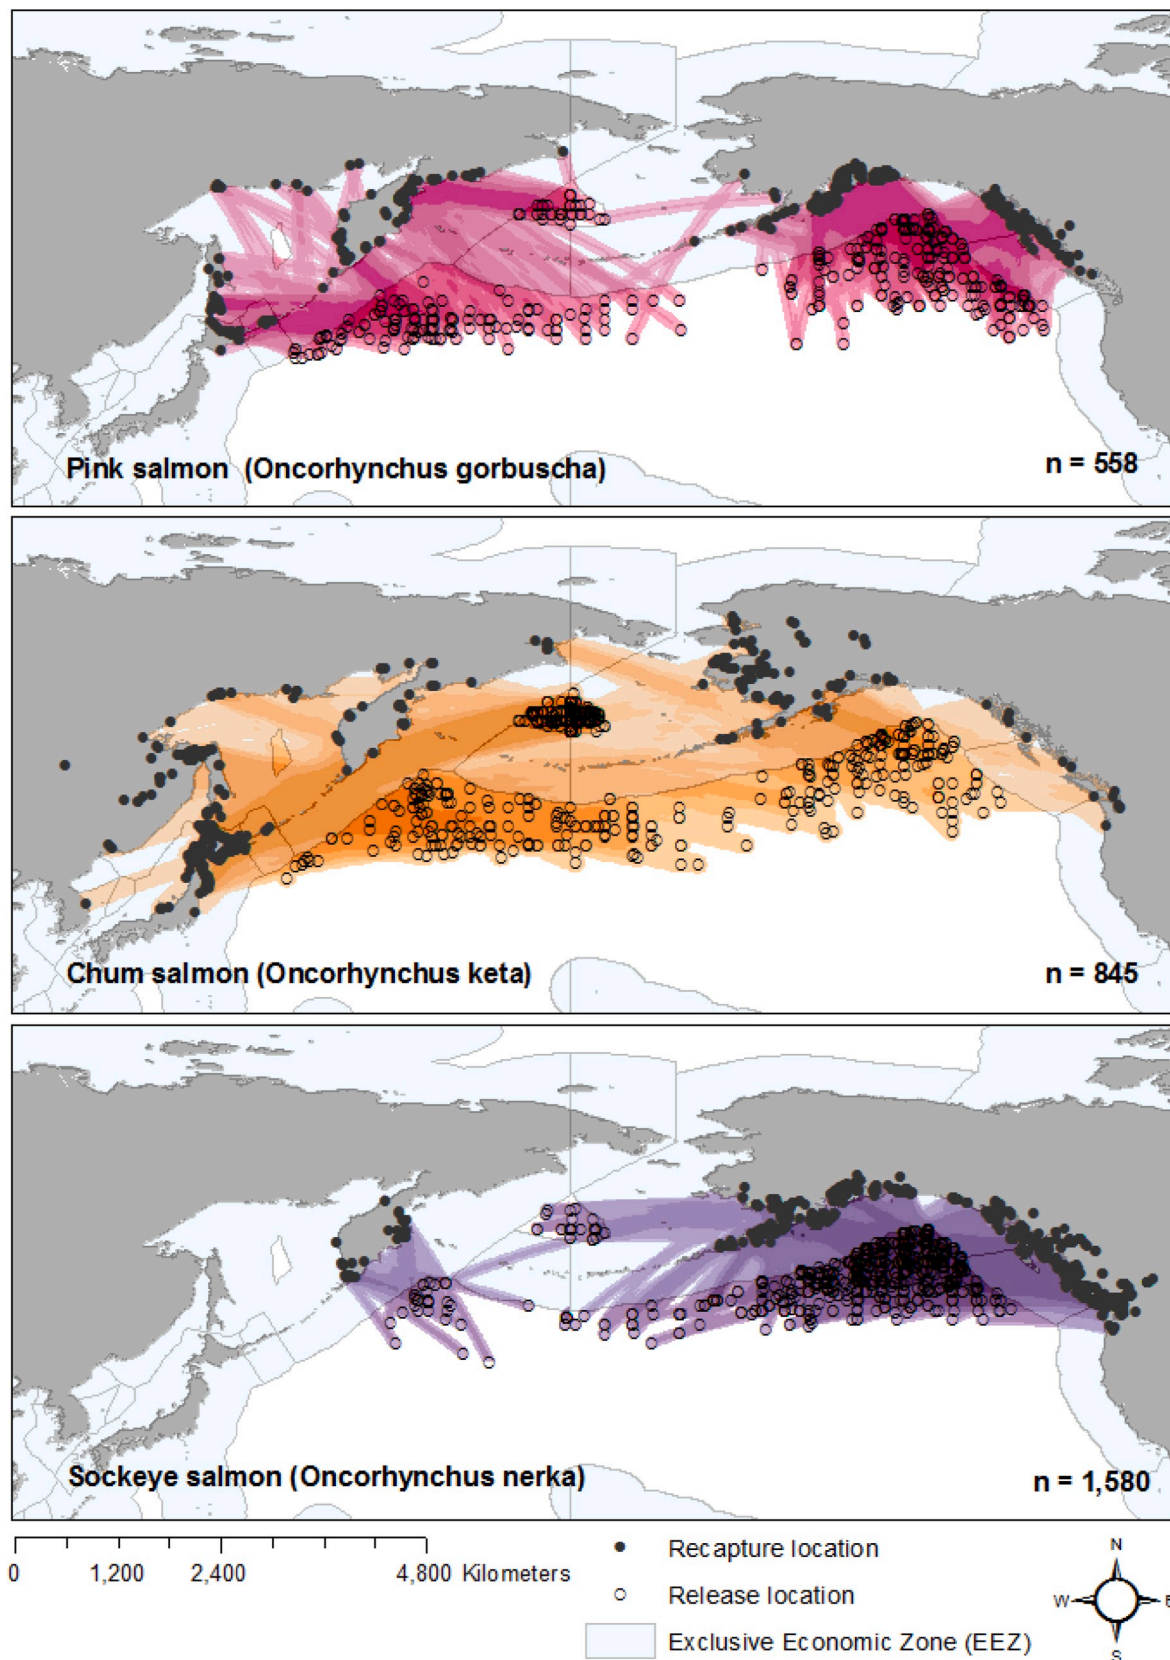 Pink salmon (Oncorhynchus gorbuscha)
n = 558
Chum salmon (Oncorhynchus keta)
n = 845
Sockeye salmon (Oncorhynchus nerka)
n = 1,580
0 1,200 2,400 4,800 Kilometers
Recapture location
Release location
Exclusive Economic Zone (EEZ)
N
W E
S